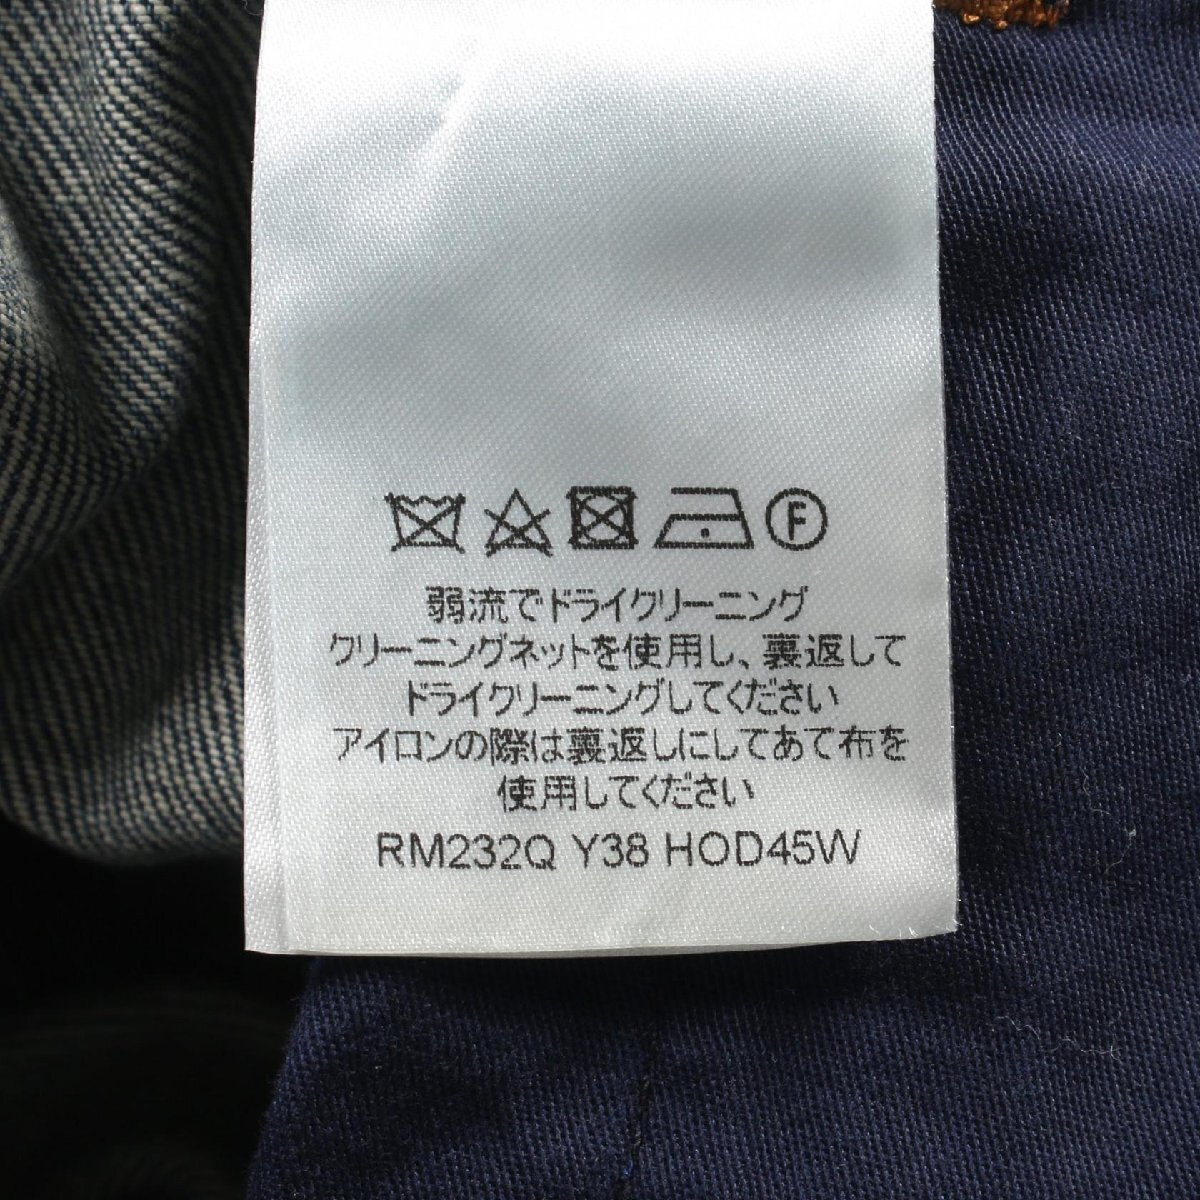 F
弱流でドライクリーニング
クリーニングネットを使用し、裏返して
ドライクリーニングしてください
アイロンの際は裏返しにしてあて布を
使用してください
RM232Q Y38 HOD45W